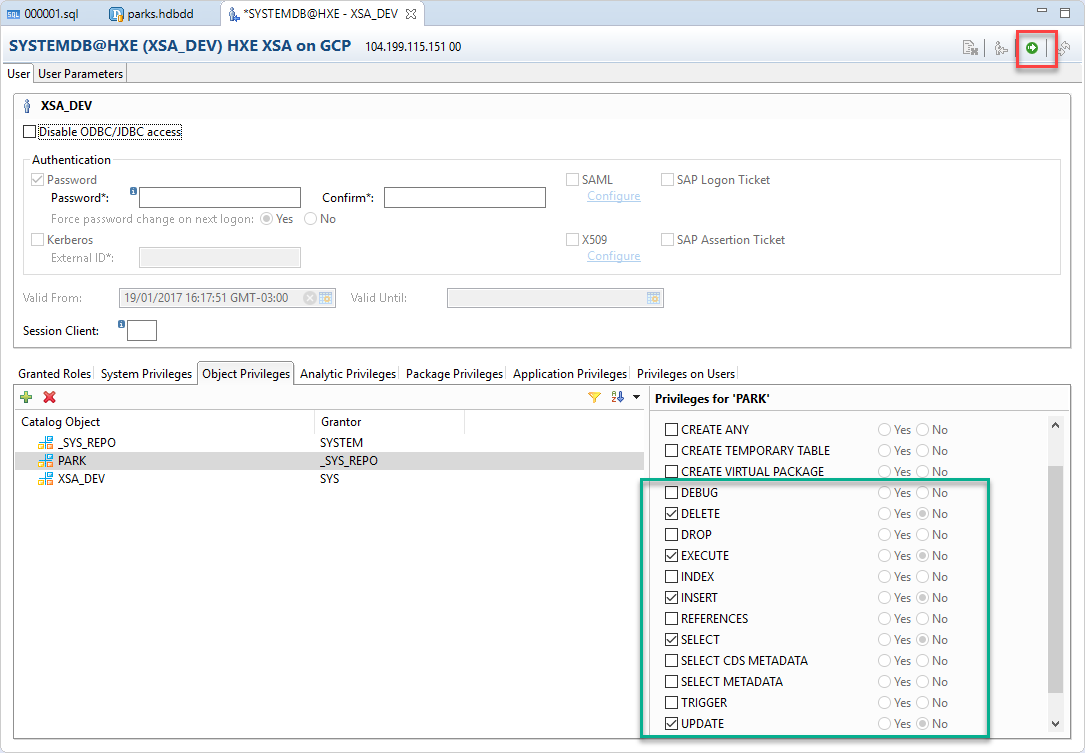 SQL 000001.sql parks.hdbdd *SYSTEMDB@HXE - XSA_DEV
SYSTEMDB@HXE (XSA_DEV) HXE XSA on GCP 104.199.115.151 00
User User Parameters
XSA_DEV
Disable ODBC/JDBC access
Authentication
Password SAML SAP Logon Ticket
Password*: Confirm*: Configure
Force password change on next logon: Yes No
Kerberos X509 SAP Assertion Ticket
External ID*: Configure
Valid From: 19/01/2017 16:17:51 GMT-03:00 Valid Until:
Session Client:
Granted Roles System Privileges Object Privileges Analytic Privileges Package Privileges Application Privileges Privileges on Users
Privileges for 'PARK'
Catalog Object Grantor
_SYS_REPO SYSTEM
PARK _SYS_REPO
XSA_DEV SYS
CREATE ANY Yes No
CREATE TEMPORARY TABLE Yes No
CREATE VIRTUAL PACKAGE Yes No
DEBUG Yes No
DELETE Yes No
DROP Yes No
EXECUTE Yes No
INDEX Yes No
INSERT Yes No
REFERENCES Yes No
SELECT Yes No
SELECT CDS METADATA Yes No
SELECT METADATA Yes No
TRIGGER Yes No
UPDATE Yes No